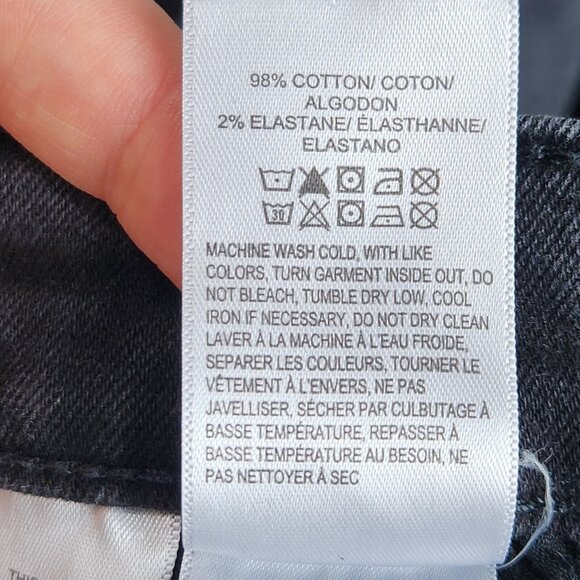 98% COTTON/ COTON/
ALGODON
2% ELASTANE/ ÉLASTHANNE/
ELASTANO
30
MACHINE WASH COLD, WITH LIKE
COLORS, TURN GARMENT INSIDE OUT, DO
NOT BLEACH, TUMBLE DRY LOW, COOL
IRON IF NECESSARY, DO NOT DRY CLEAN
LAVER À LA MACHINE À L'EAU FROIDE,
SEPARER LES COULEURS, TOURNER LE
VÊTEMENT À L'ENVERS, NE PAS
JAVELLISER, SÉCHER PAR CULBUTAGE À
BASSE TEMPÉRATURE, REPASSER À
BASSE TEMPÉRATURE AU BESOIN, NE
PAS NETTOYER À SEC